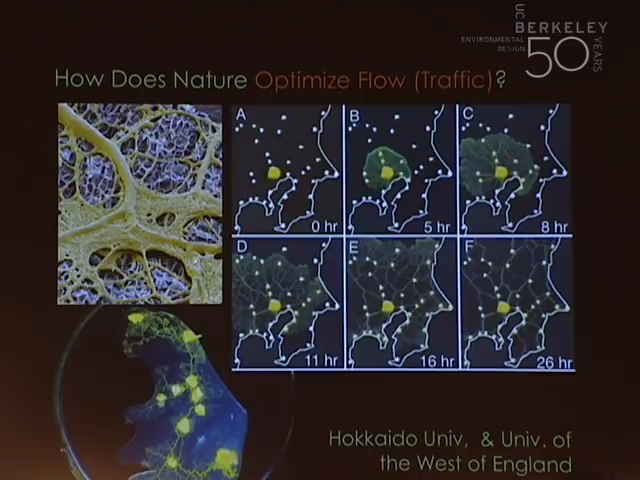 UC
BERKELEY
ENVIRONMENTAL
DESIGN
50
YEARS
How Does Nature Optimize Flow (Traffic)?
A
B
C
0 hr
5 hr
8 hr
D
E
F
11 hr
16 hr
26 hr
Hokkaido Univ, & Univ. of
the West of England